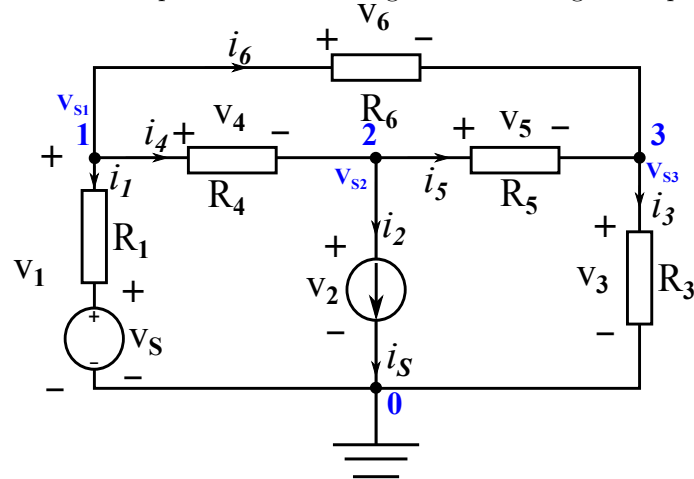 v6
+ −
i6
R6
vS1
1 2 3
i4 + v4 − + v5 −
+ i1 R4 vS2 i5 R5 vS3
i2 i3
R1 + +
v1 v2 v3 R3
+
+ vS
− − −
− − iS
0